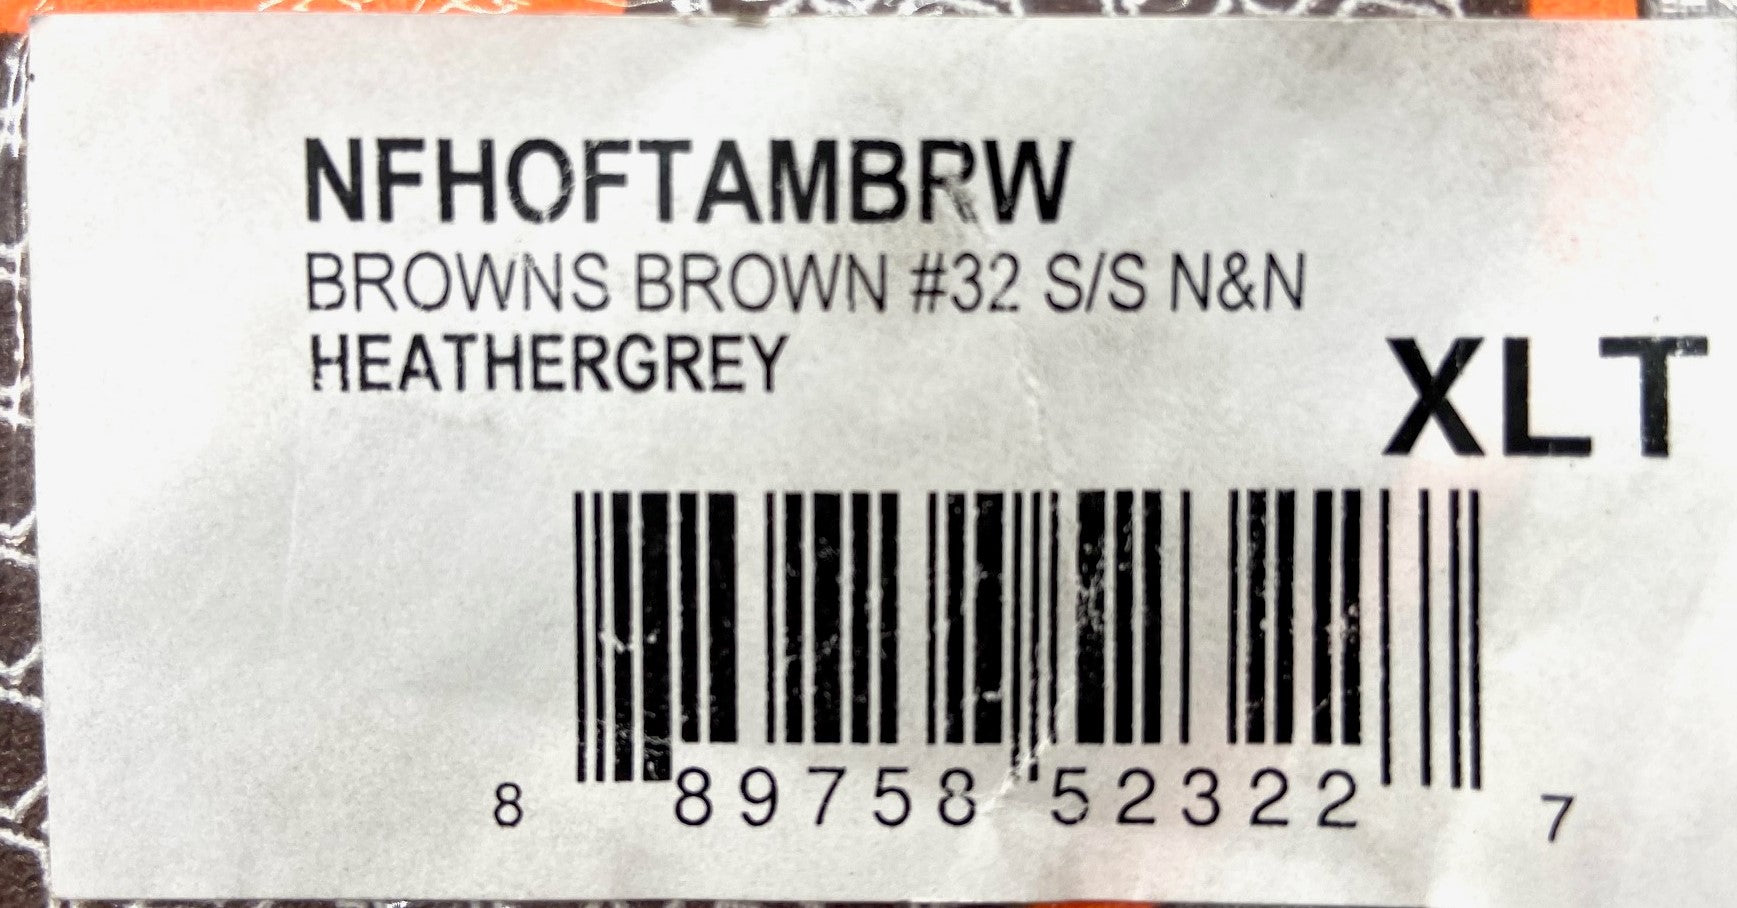 NFHOFTAMBRW
BROWNS BROWN #32 S/S N&N
HEATHERGREY
XLT
8 89758 52322 7